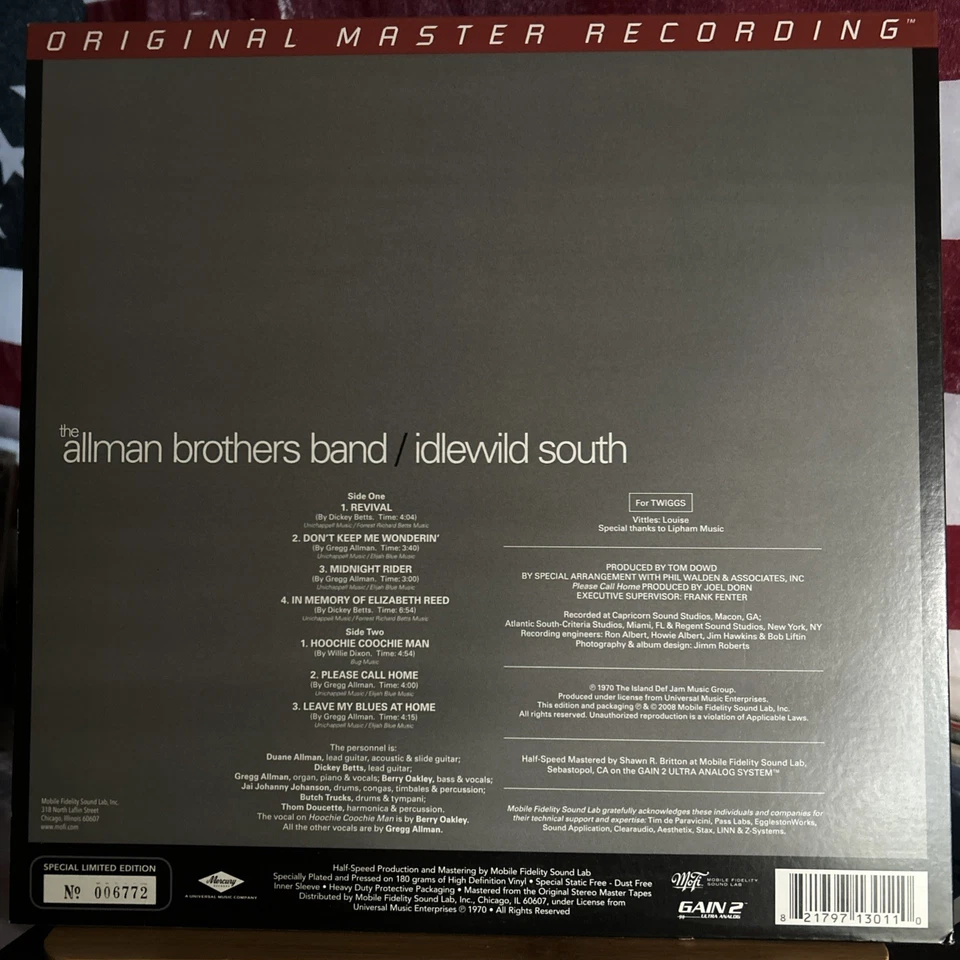 ORIGINAL MASTER RECORDING™
the
allman brothers band / idlewild south
Side One
1. REVIVAL
(By Dickey Betts. Time: 4:04)
Unichappell Music / Forrest Richard Betts Music
2. DON'T KEEP ME WONDERIN'
(By Gregg Allman. Time: 3:40)
Unichappell Music / Elijah Blue Music
3. MIDNIGHT RIDER
(By Gregg Allman. Time: 3:00)
Unichappell Music / Elijah Blue Music
4. IN MEMORY OF ELIZABETH REED
(By Dickey Betts. Time: 6:54)
Unichappell Music / Forrest Richard Betts Music
Side Two
1. HOOCHIE COOCHIE MAN
(By Willie Dixon. Time: 4:54)
Bug Music
2. PLEASE CALL HOME
(By Gregg Allman. Time: 4:00)
Unichappell Music / Elijah Blue Music
3. LEAVE MY BLUES AT HOME
(By Gregg Allman. Time: 4:15)
Unichappell Music / Elijah Blue Music
The personnel is:
Duane Allman, lead guitar, acoustic & slide guitar;
Dickey Betts, lead guitar;
Gregg Allman, organ, piano & vocals; Berry Oakley, bass & vocals;
Jai Johanny Johanson, drums, congas, timbales & percussion;
Butch Trucks, drums & tympani;
Thom Doucette, harmonica & percussion.
The vocal on Hoochie Coochie Man is by Berry Oakley.
All the other vocals are by Gregg Allman.
For TWIGGS
Vittles: Louise
Special thanks to Lipham Music
PRODUCED BY TOM DOWD
BY SPECIAL ARRANGEMENT WITH PHIL WALDEN & ASSOCIATES, INC
Please Call Home PRODUCED BY JOEL DORN
EXECUTIVE SUPERVISOR: FRANK FENTER
Recorded at Capricorn Sound Studios, Macon, GA;
Atlantic South-Criteria Studios, Miami, FL & Regent Sound Studios, New York, NY
Recording engineers: Ron Albert, Howie Albert, Jim Hawkins & Bob Liftin
Photography & album design: Jimm Roberts
℗ 1970 The Island Def Jam Music Group.
Produced under license from Universal Music Enterprises.
This edition and packaging ℗ & © 2008 Mobile Fidelity Sound Lab, Inc.
All rights reserved. Unauthorized reproduction is a violation of Applicable Laws.
Half-Speed Mastered by Shawn R. Britton at Mobile Fidelity Sound Lab,
Sebastopol, CA on the GAIN 2 ULTRA ANALOG SYSTEM™
Mobile Fidelity Sound Lab gratefully acknowledges these individuals and companies for
their technical support and expertise: Tim de Paravicini, Pass Labs, EgglestonWorks,
Sound Application, Clearaudio, Aesthetix, Stax, LINN & Z-Systems.
Mobile Fidelity Sound Lab, Inc.
318 North Laflin Street
Chicago, Illinois 60607
www.mofi.com
SPECIAL LIMITED EDITION
No 006772
Mercury
RECORDS
A UNIVERSAL MUSIC COMPANY
Half-Speed Production and Mastering by Mobile Fidelity Sound Lab
Specially Plated and Pressed on 180 grams of High Definition Vinyl • Special Static Free - Dust Free
Inner Sleeve • Heavy Duty Protective Packaging • Mastered from the Original Stereo Master Tapes
Distributed by Mobile Fidelity Sound Lab, Inc., Chicago, IL 60607, under License from
Universal Music Enterprises ℗ 1970 • All Rights Reserved
MoFi MOBILE FIDELITY
SOUND LAB
GAIN 2™
ULTRA ANALOG
8 21797 13011 0